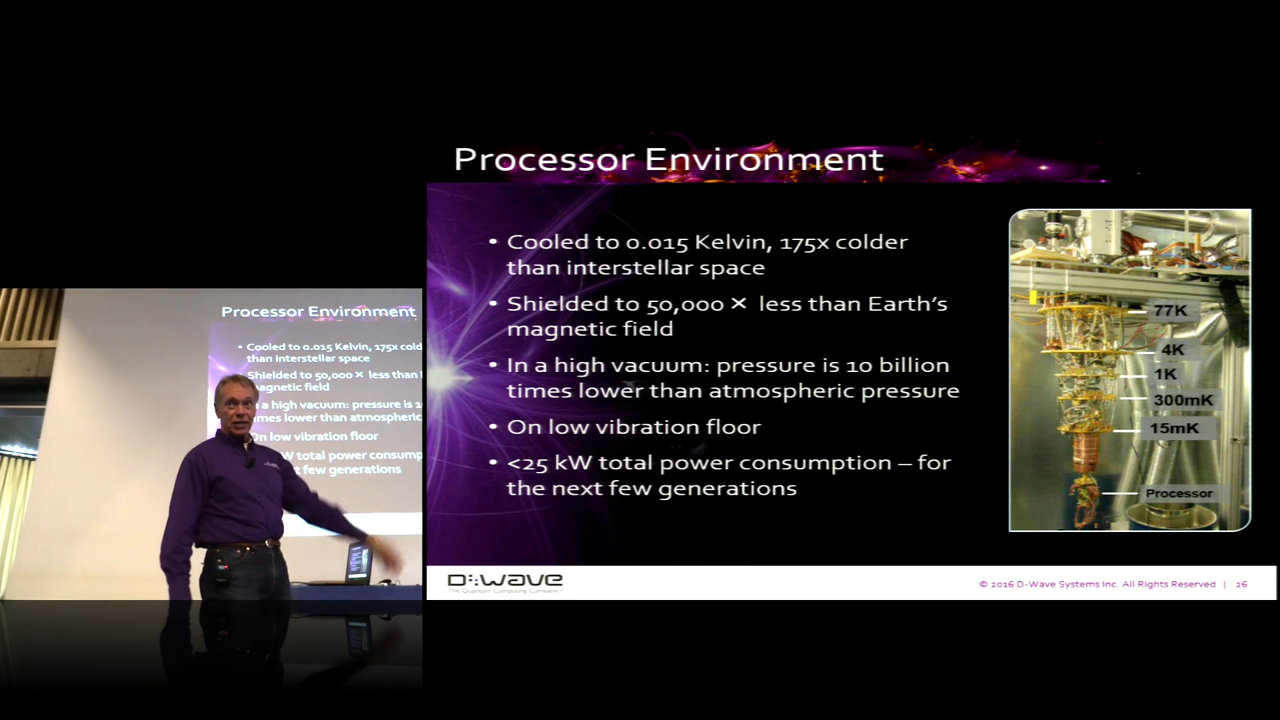 Processor Environment
• Cooled to 0.015 Kelvin, 175x colder
than interstellar space
• Shielded to 50,000 × less than Earth's
magnetic field
• In a high vacuum: pressure is 10 billion
times lower than atmospheric pressure
• On low vibration floor
• <25 kW total power consumption – for
the next few generations
77K
4K
1K
300mK
15mK
Processor
D:wave
The Quantum Computing Company
© 2016 D-Wave Systems Inc. All Rights Reserved | 26
Processor Environment
• Cooled to 0.015 Kelvin, 175x cold
than interstellar space
• Shielded to 50,000 × less than
magnetic field
a high vacuum: pressure is
times lower than atmospheric
On low vibration floor
W total power consump
t few generations